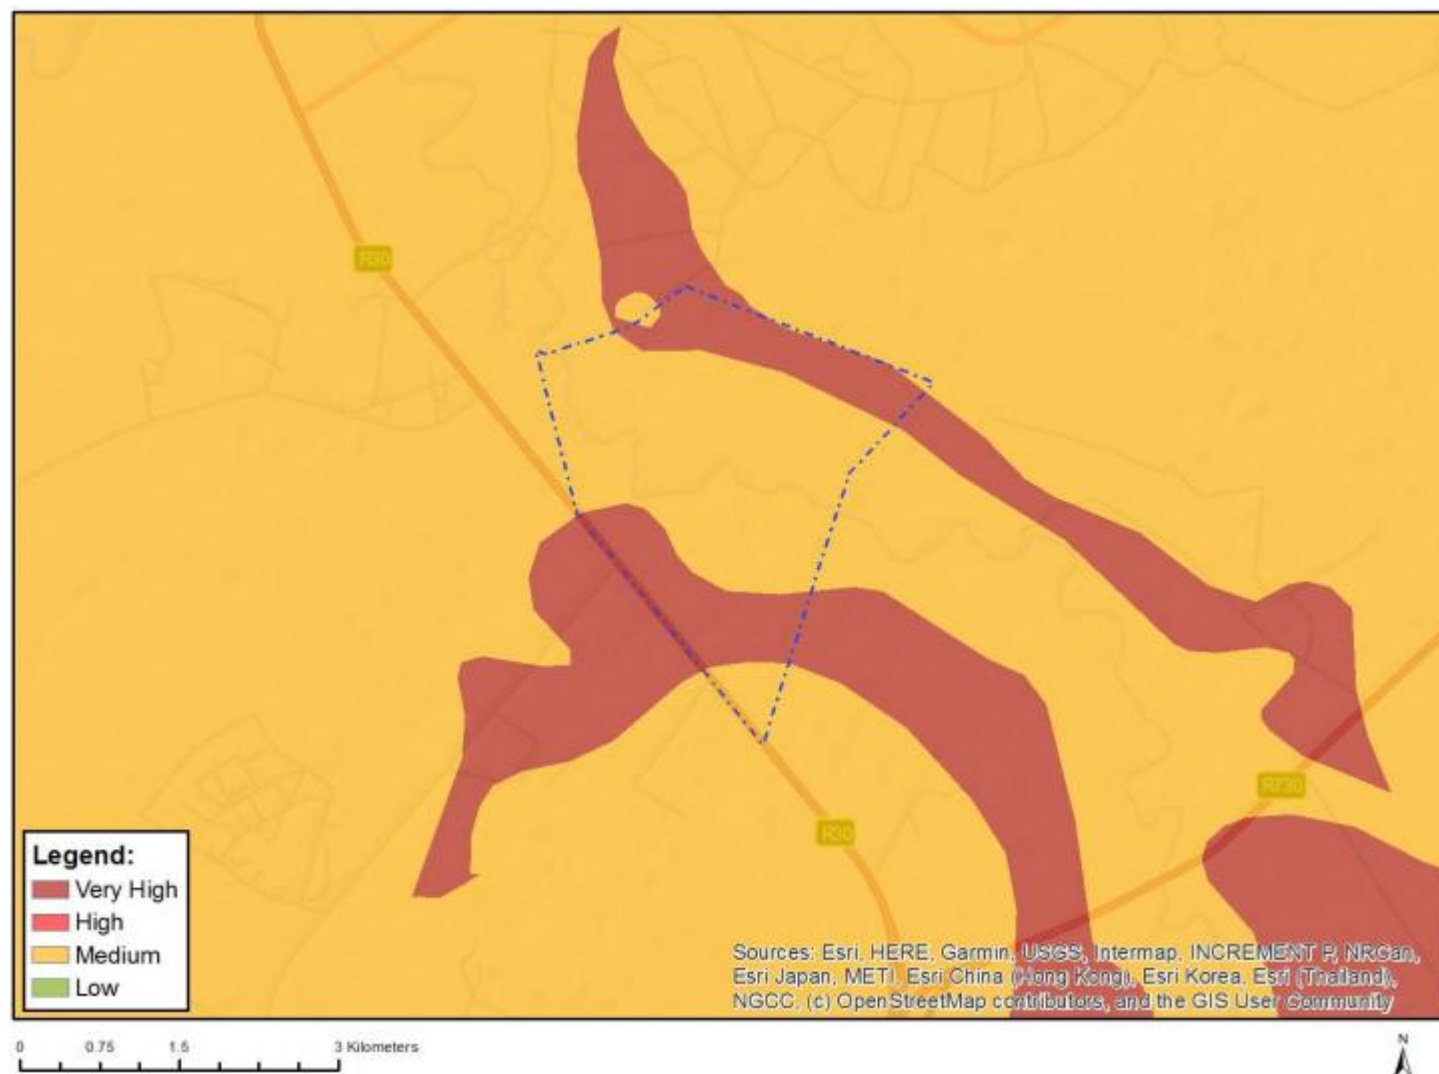 R30
R730
R30
Legend:
Very High
High
Medium
Low
Sources: Esri, HERE, Garmin, USGS, Intermap, INCREMENT P, NRCan,
Esri Japan, METI, Esri China (Hong Kong), Esri Korea, Esri (Thailand),
NGCC, (c) OpenStreetMap contributors, and the GIS User Community
0 0.75 1.5 3 Kilometers
N